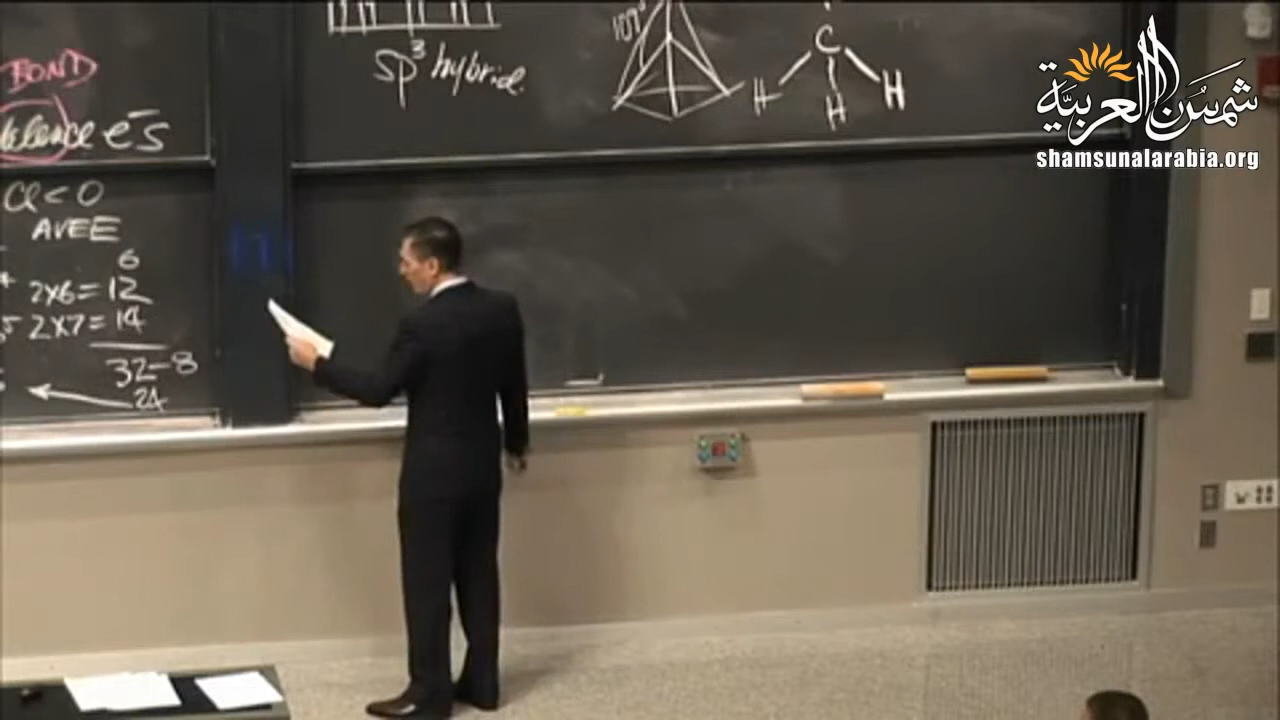 BOND
valence e⁻s
Cl < 0
AVEE
6
2x6=12
5 2x7=14
32-8
24
sp³ hybrid.
109°
C
H H H
شمس العربية
shamsunalarabia.org